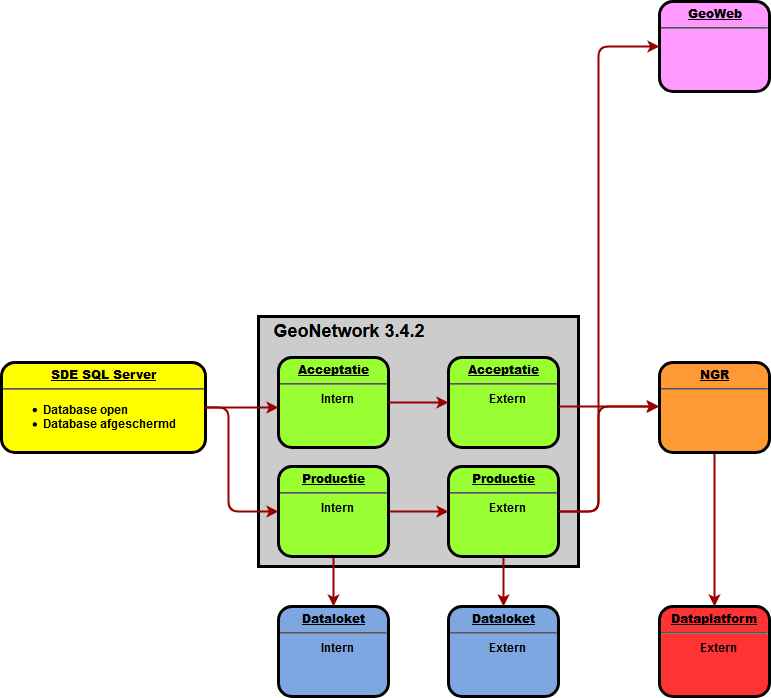 GeoWeb
GeoNetwork 3.4.2
SDE SQL Server
• Database open
• Database afgeschermd
Acceptatie
Intern
Acceptatie
Extern
NGR
Productie
Intern
Productie
Extern
Dataloket
Intern
Dataloket
Extern
Dataplatform
Extern